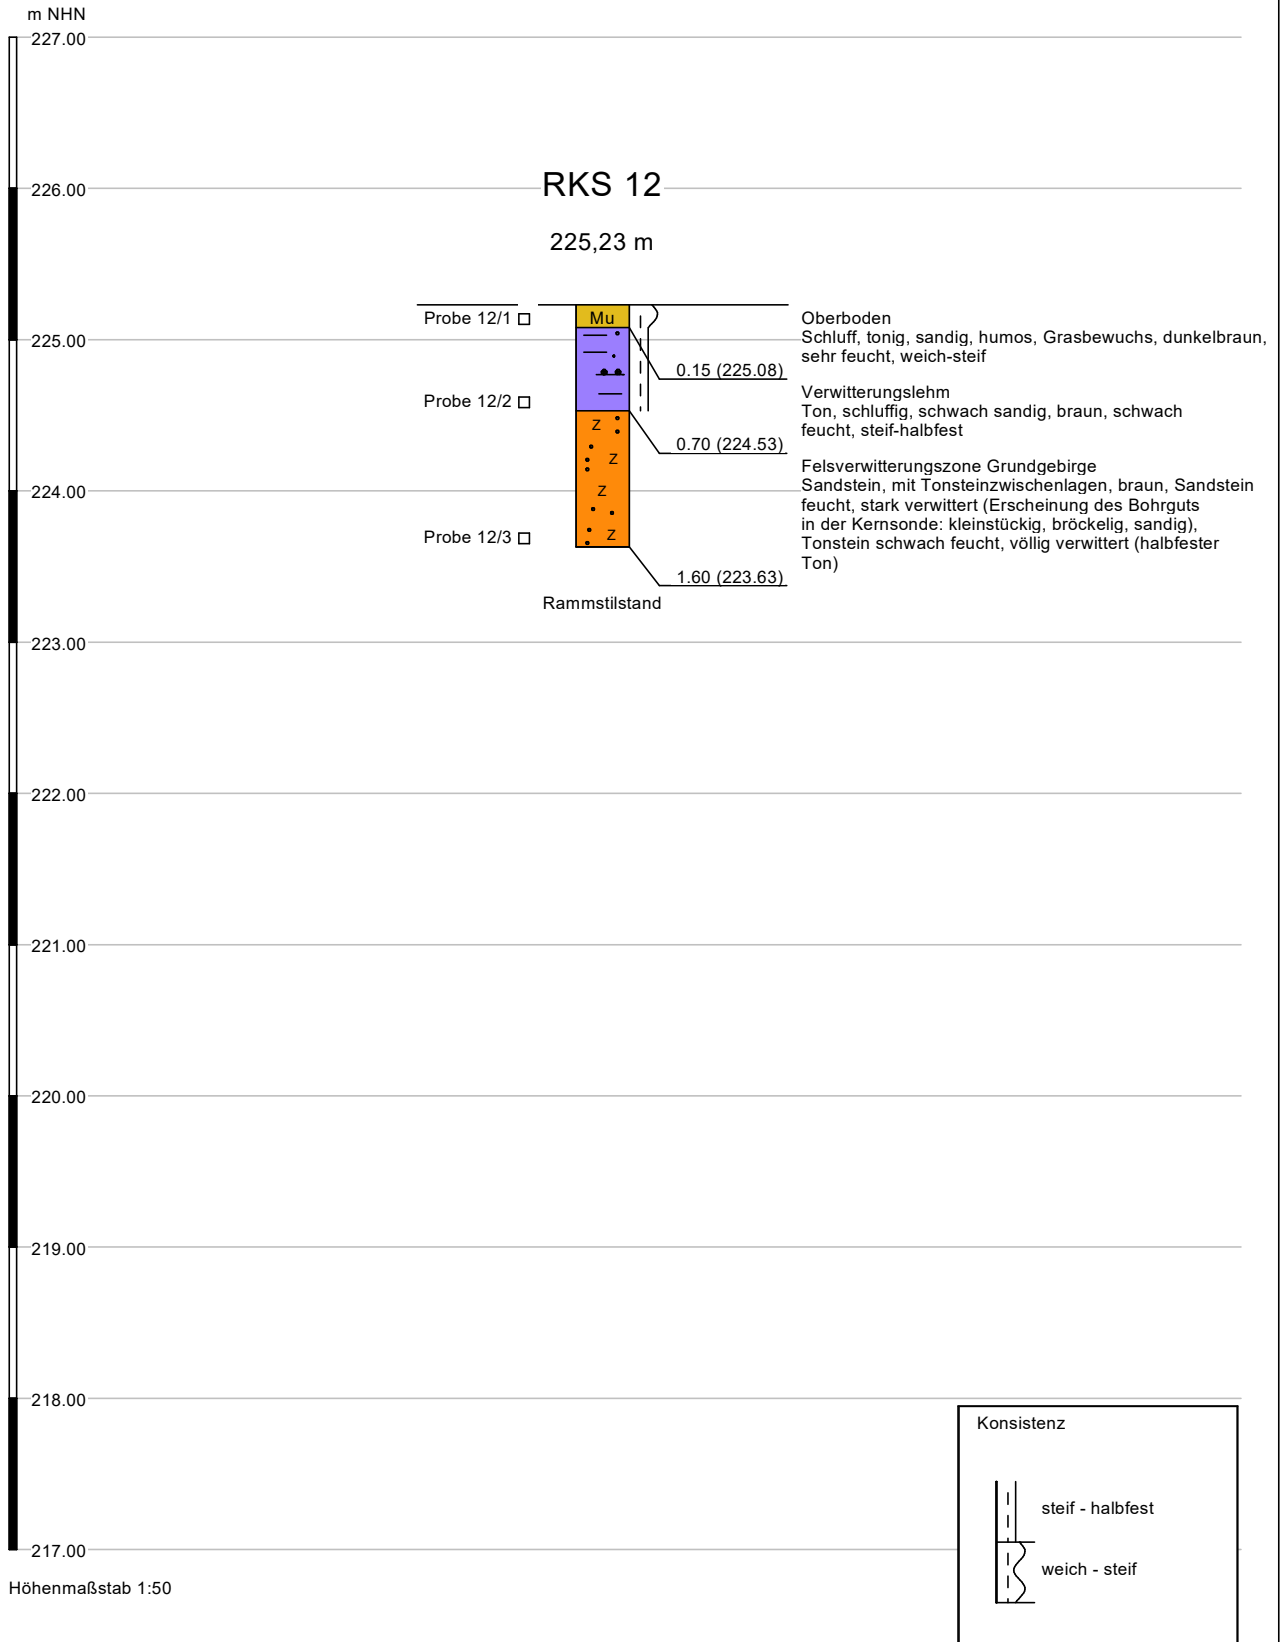 m NHN
227.00
226.00
RKS 12
225,23 m
Probe 12/1
Mu
Oberboden
Schluff, tonig, sandig, humos, Grasbewuchs, dunkelbraun,
sehr feucht, weich-steif
225.00
0.15 (225.08)
Probe 12/2
Verwitterungslehm
Ton, schluffig, schwach sandig, braun, schwach
feucht, steif-halbfest
0.70 (224.53)
Z
Z
Z
Z
Felsverwitterungszone Grundgebirge
Sandstein, mit Tonsteinzwischenlagen, braun, Sandstein
feucht, stark verwittert (Erscheinung des Bohrguts
in der Kernsonde: kleinstückig, bröckelig, sandig),
Tonstein schwach feucht, völlig verwittert (halbfester
Ton)
224.00
Probe 12/3
1.60 (223.63)
Rammstilstand
223.00
222.00
221.00
220.00
219.00
218.00
217.00
Höhenmaßstab 1:50
Konsistenz
steif - halbfest
weich - steif